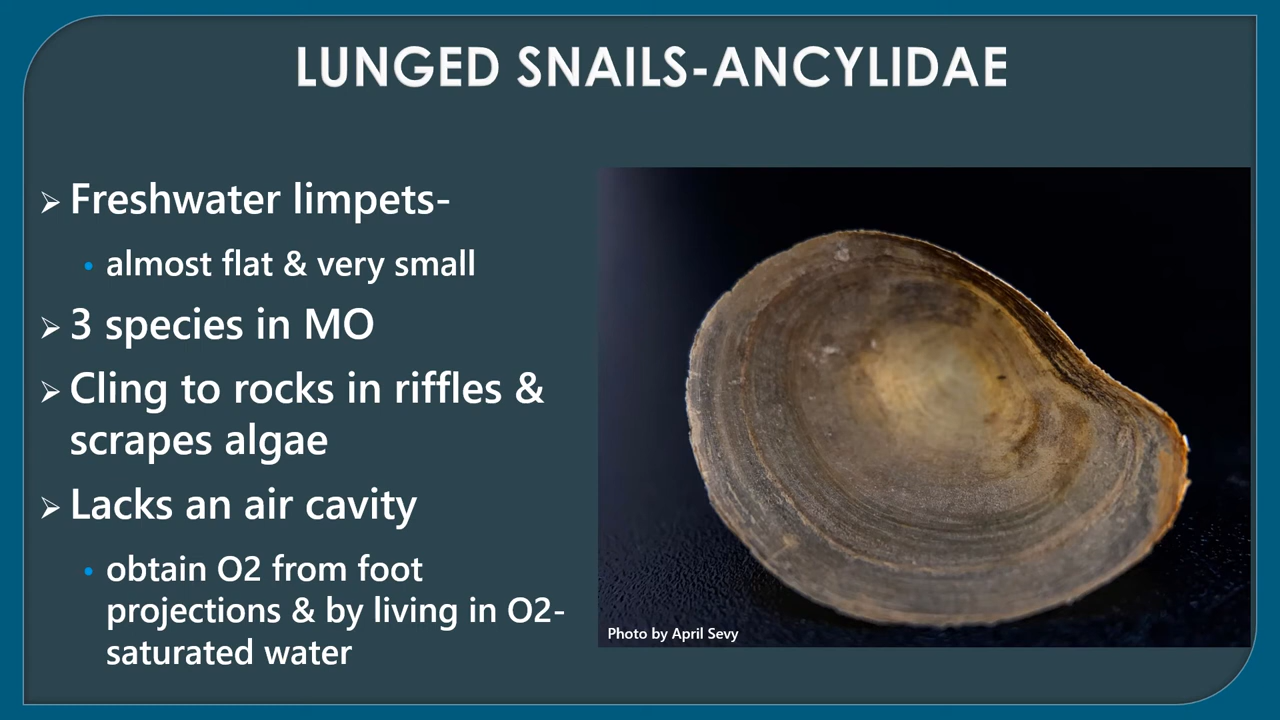 LUNGED SNAILS-ANCYLIDAE
➢ Freshwater limpets-
• almost flat & very small
➢ 3 species in MO
➢ Cling to rocks in riffles &
scrapes algae
➢ Lacks an air cavity
• obtain O2 from foot
projections & by living in O2-
saturated water
Photo by April Sevy